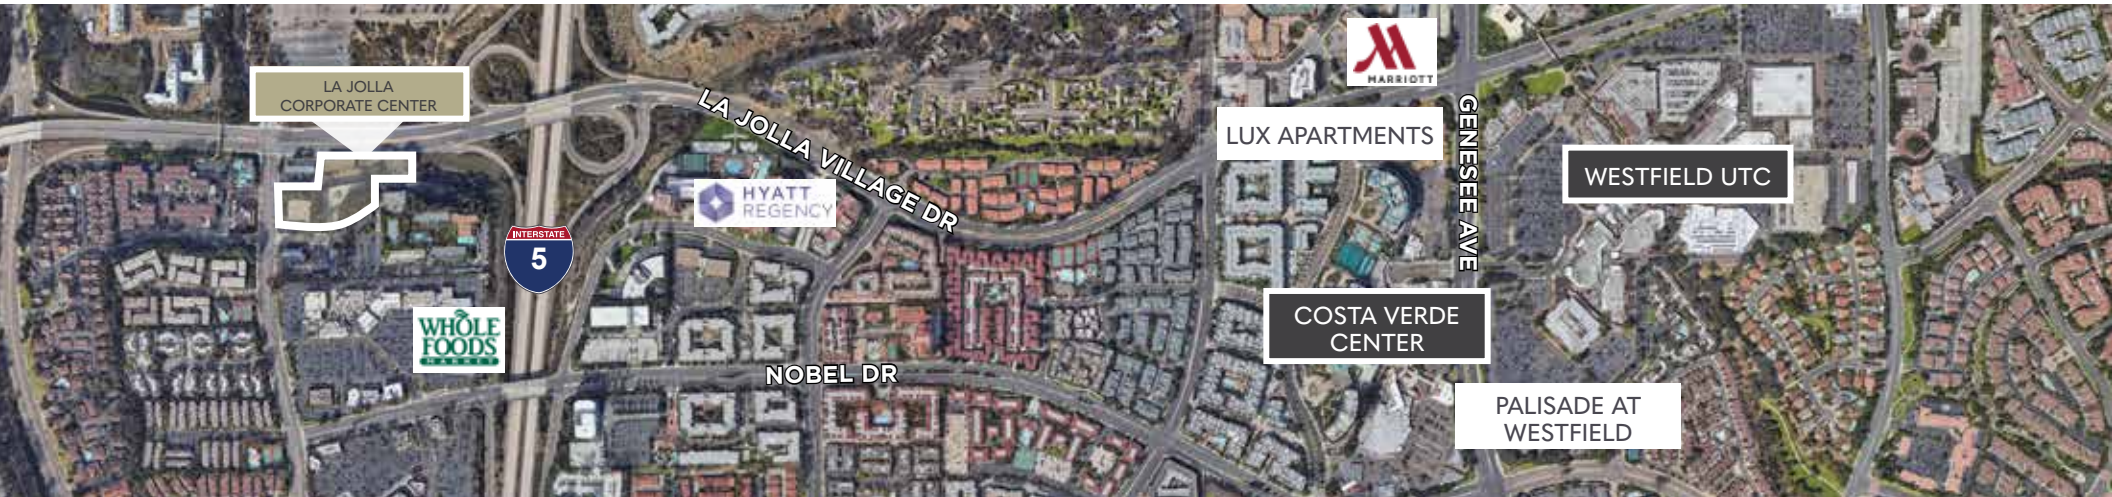 LA JOLLA
CORPORATE CENTER
MARRIOTT
LA JOLLA VILLAGE DR
GENESEE AVE
LUX APARTMENTS
WESTFIELD UTC
HYATT
REGENCY
INTERSTATE
5
WHOLE
FOODS
MARKET
COSTA VERDE
CENTER
NOBEL DR
PALISADE AT
WESTFIELD